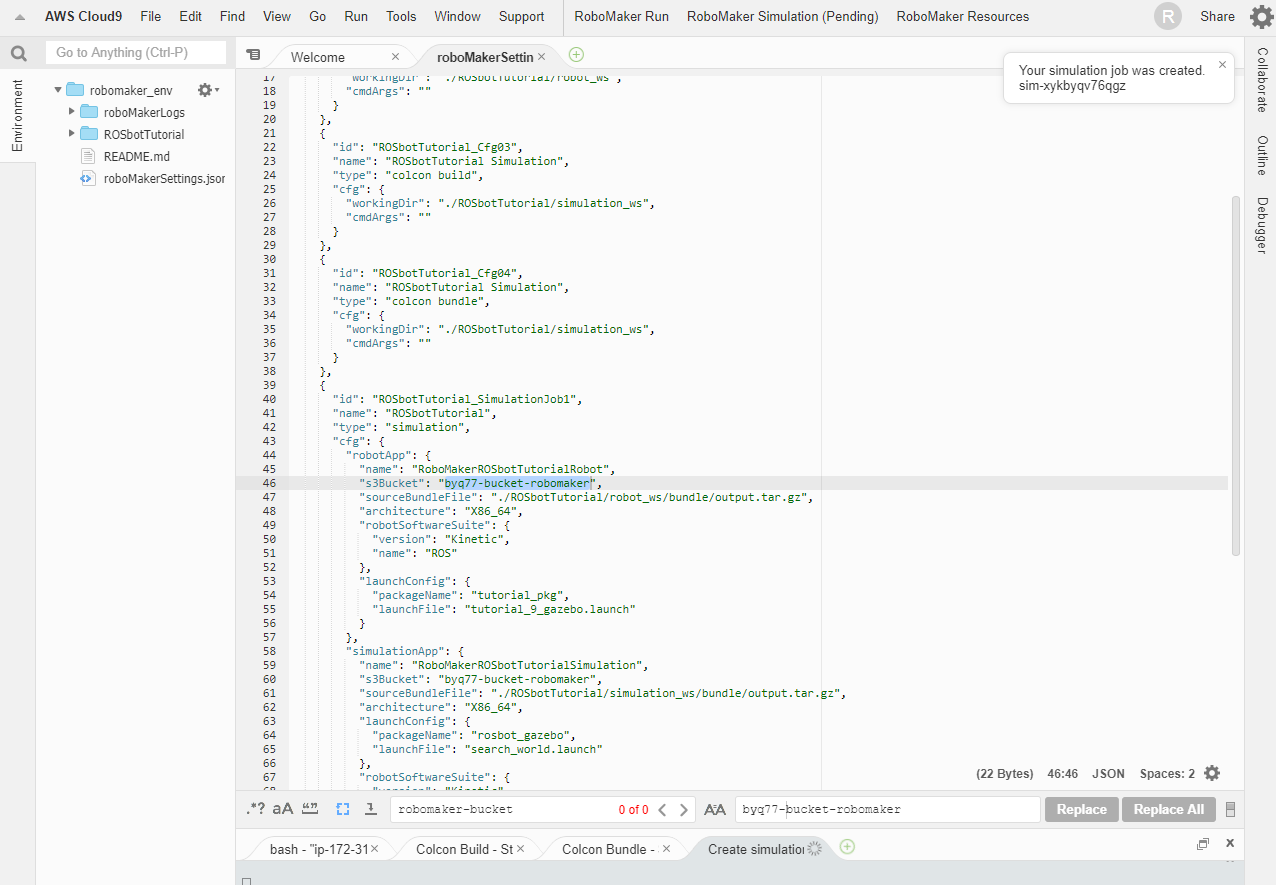 AWS Cloud9 File Edit Find View Go Run Tools Window Support RoboMaker Run RoboMaker Simulation (Pending) RoboMaker Resources R Share
Go to Anything (Ctrl-P)
Welcome
roboMakerSettin
Your simulation job was created.
sim-xykbyqv76qgz
Environment
robomaker_env
roboMakerLogs
ROSbotTutorial
README.md
roboMakerSettings.jsor
Collaborate
Outline
Debugger
17 "workingDir": "./ROSbotTutorial/robot_ws",
18 "cmdArgs": ""
19 }
20 },
21 {
22 "id": "ROSbotTutorial_Cfg03",
23 "name": "ROSbotTutorial Simulation",
24 "type": "colcon build",
25 "cfg": {
26 "workingDir": "./ROSbotTutorial/simulation_ws",
27 "cmdArgs": ""
28 }
29 },
30 {
31 "id": "ROSbotTutorial_Cfg04",
32 "name": "ROSbotTutorial Simulation",
33 "type": "colcon bundle",
34 "cfg": {
35 "workingDir": "./ROSbotTutorial/simulation_ws",
36 "cmdArgs": ""
37 }
38 },
39 {
40 "id": "ROSbotTutorial_SimulationJob1",
41 "name": "ROSbotTutorial",
42 "type": "simulation",
43 "cfg": {
44 "robotApp": {
45 "name": "RoboMakerROSbotTutorialRobot",
46 "s3Bucket": "byq77-bucket-robomaker",
47 "sourceBundleFile": "./ROSbotTutorial/robot_ws/bundle/output.tar.gz",
48 "architecture": "X86_64",
49 "robotSoftwareSuite": {
50 "version": "Kinetic",
51 "name": "ROS"
52 },
53 "launchConfig": {
54 "packageName": "tutorial_pkg",
55 "launchFile": "tutorial_9_gazebo.launch"
56 }
57 },
58 "simulationApp": {
59 "name": "RoboMakerROSbotTutorialSimulation",
60 "s3Bucket": "byq77-bucket-robomaker",
61 "sourceBundleFile": "./ROSbotTutorial/simulation_ws/bundle/output.tar.gz",
62 "architecture": "X86_64",
63 "launchConfig": {
64 "packageName": "rosbot_gazebo",
65 "launchFile": "search_world.launch"
66 },
67 "robotSoftwareSuite": {
68 "version": "Kinetic"
(22 Bytes) 46:46 JSON Spaces: 2
.*? aA robomaker-bucket 0 of 0 AA byq77-bucket-robomaker Replace Replace All
bash - "ip-172-31 Colcon Build - St Colcon Bundle - Create simulation